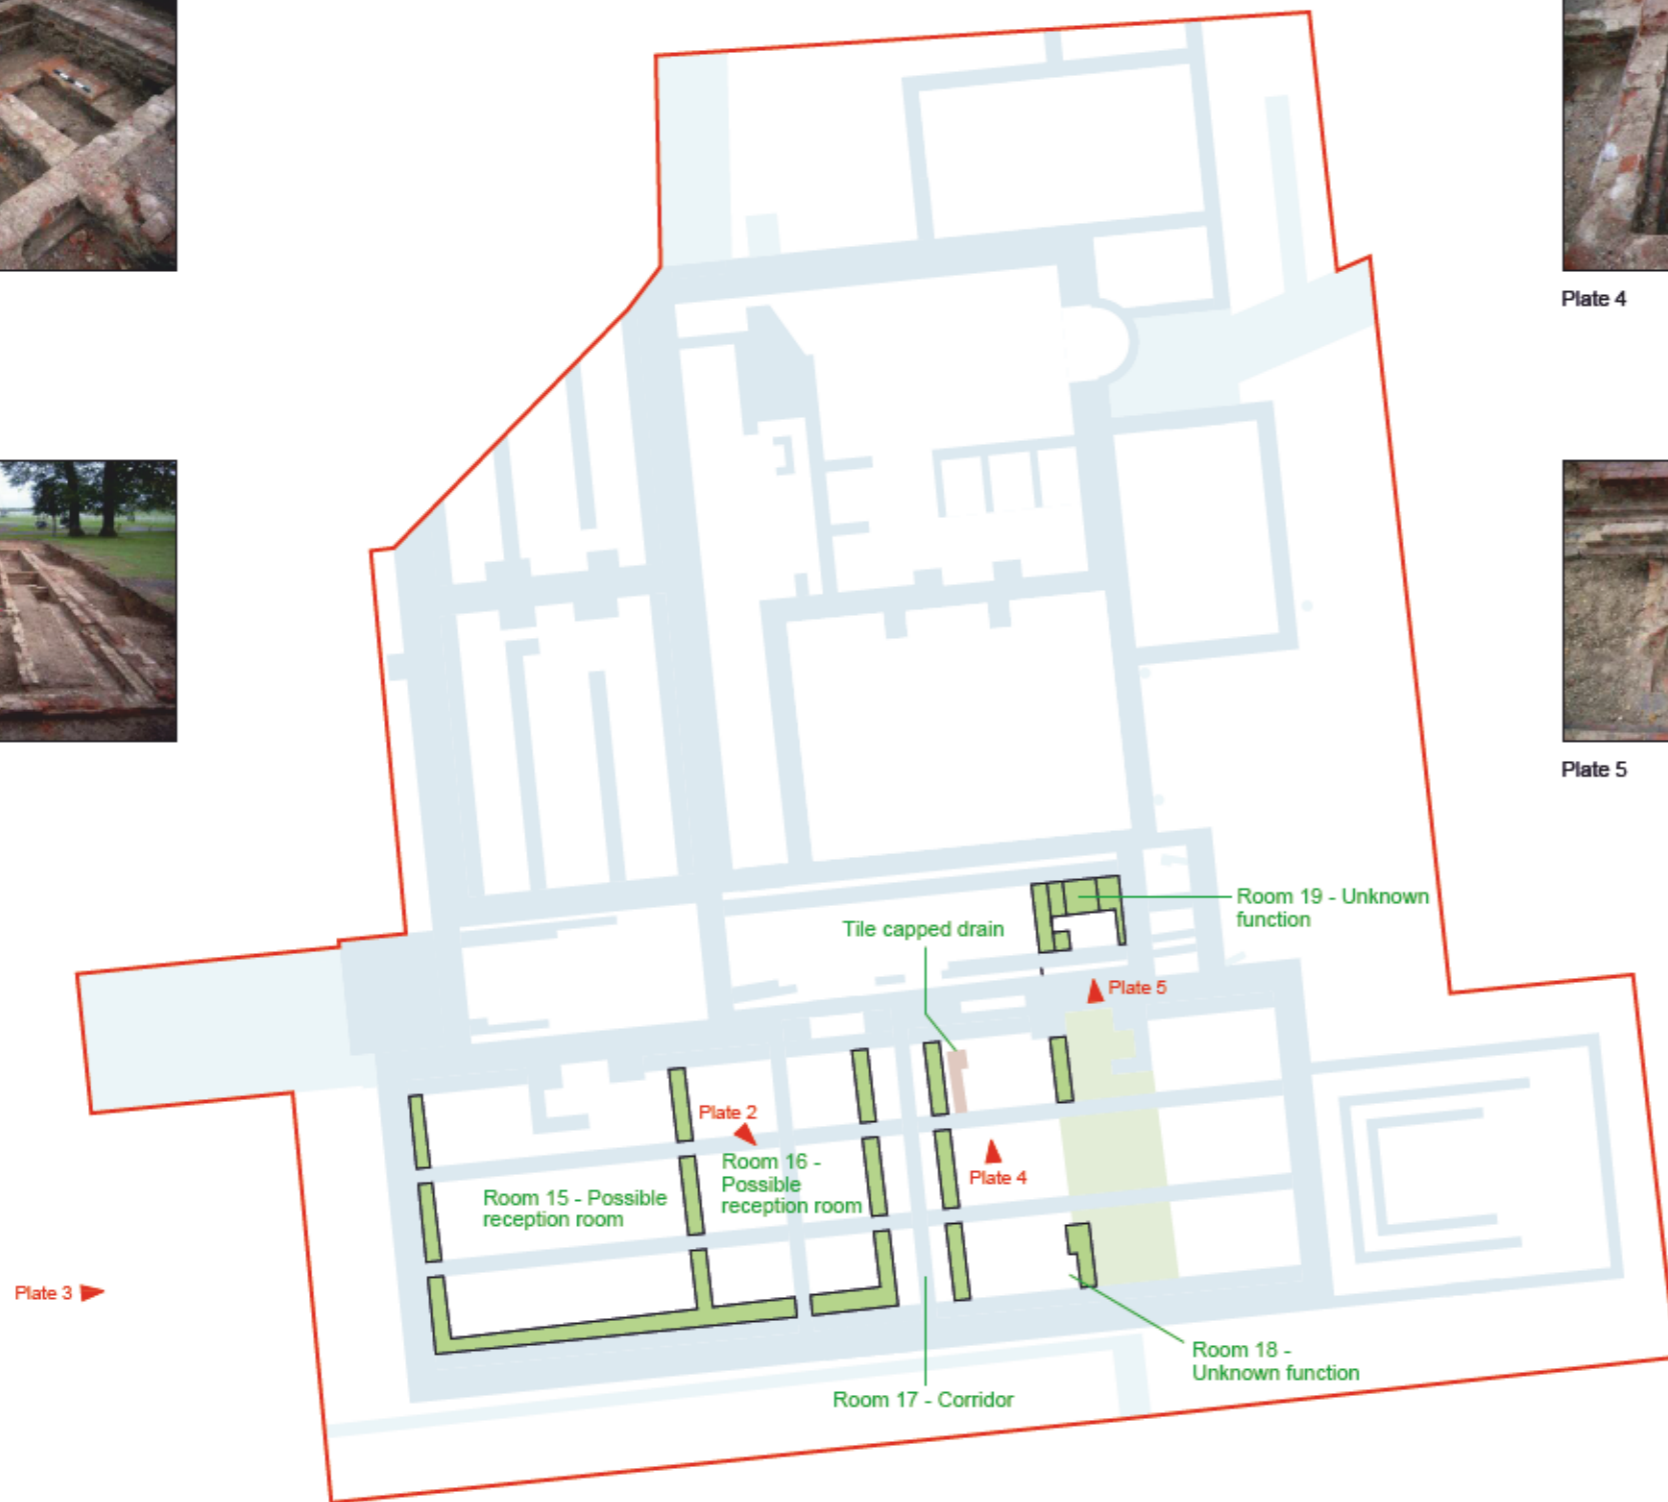 Plate 4
Plate 5
Room 19 - Unknown
function
Tile capped drain
Plate 5
Plate 2
Room 16 -
Possible
reception room
Plate 4
Room 15 - Possible
reception room
Plate 3
Room 18 -
Unknown function
Room 17 - Corridor